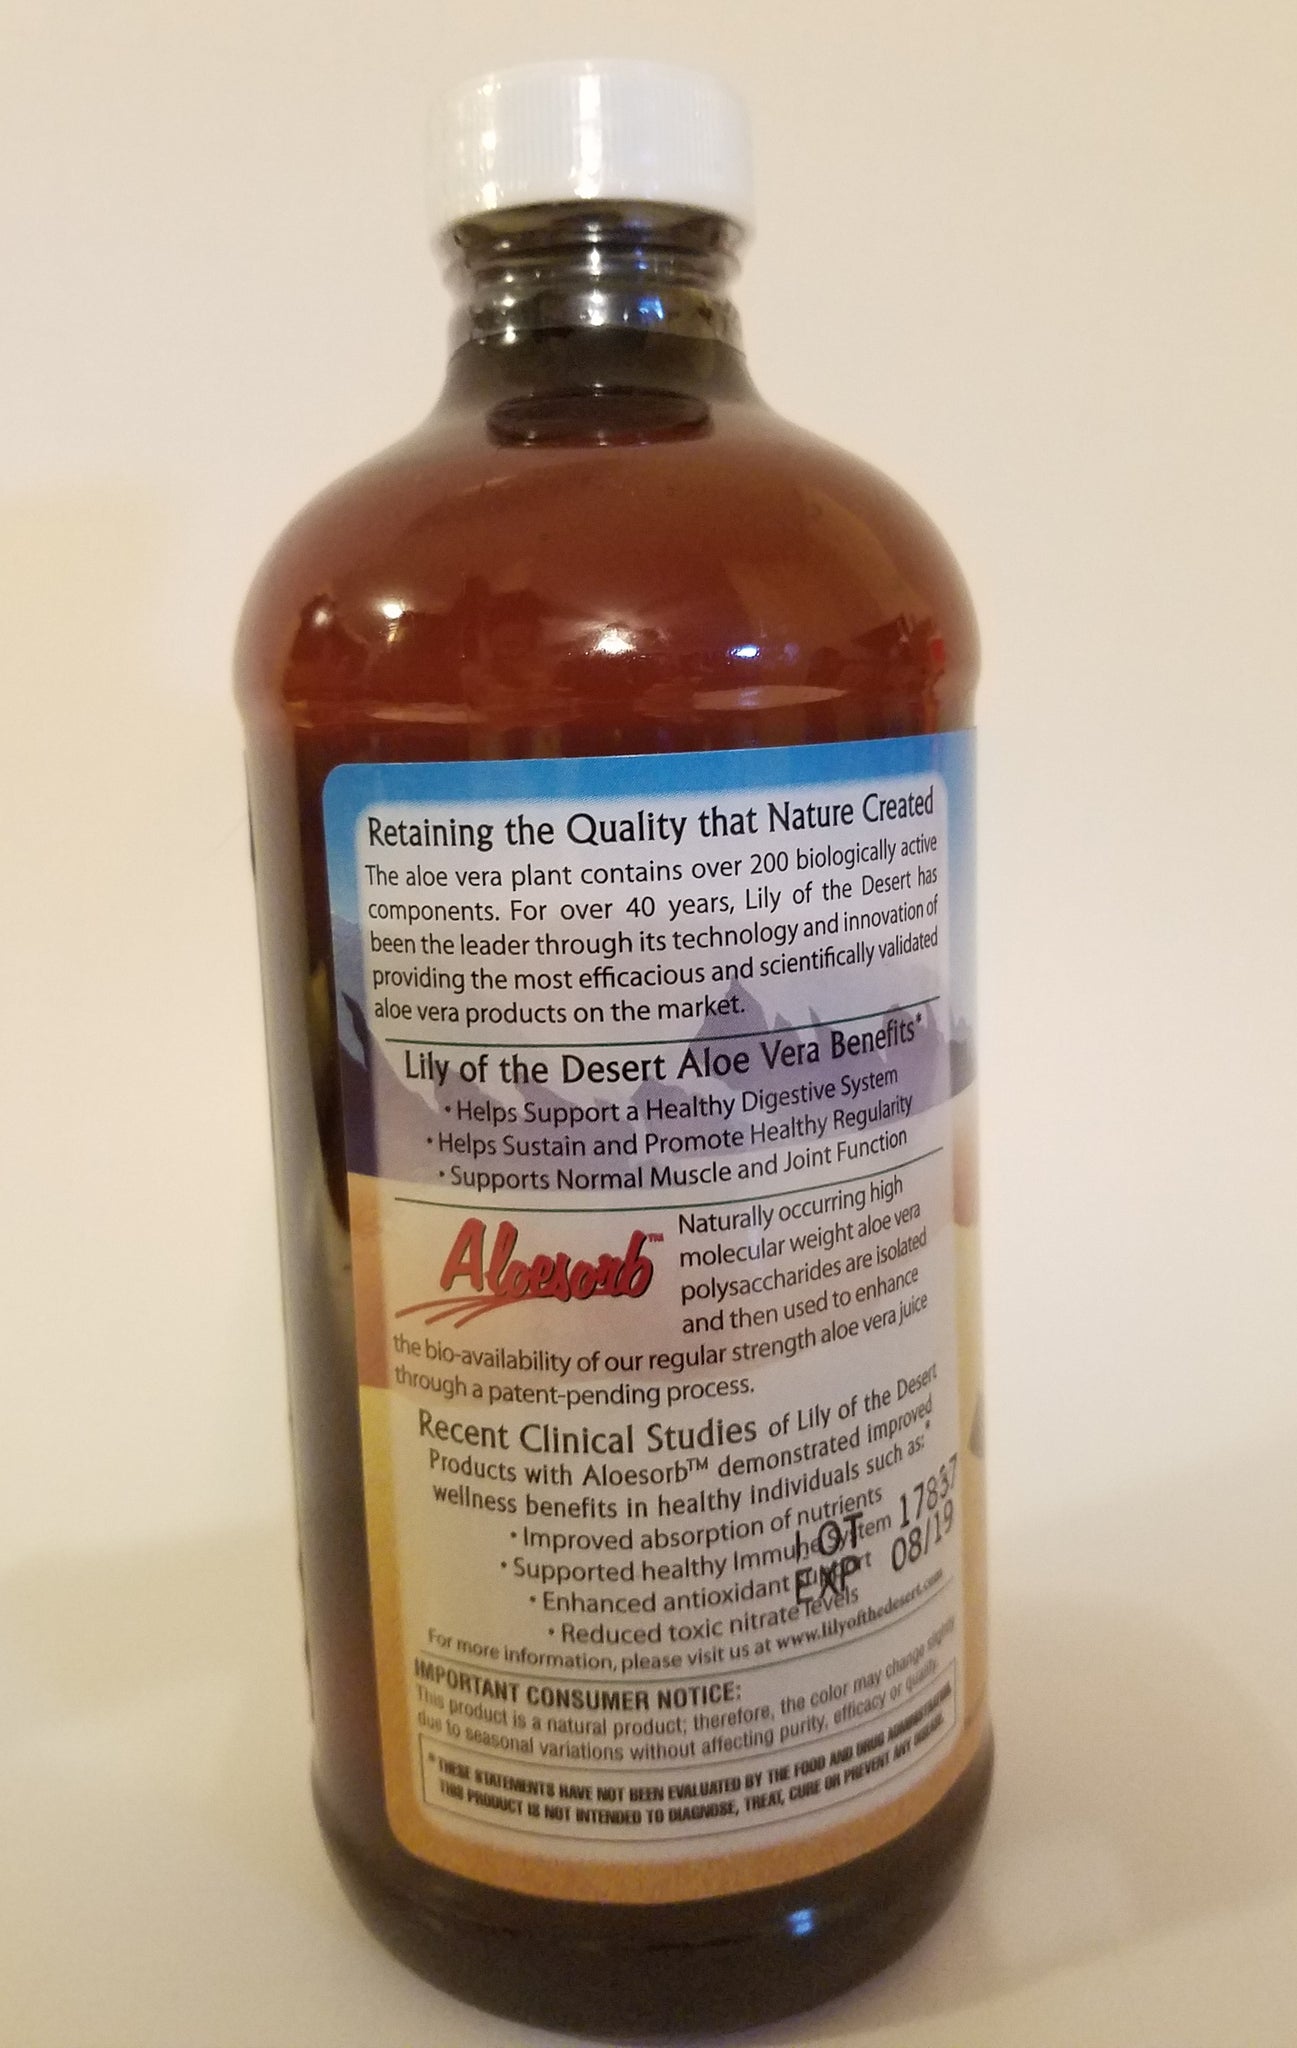 Retaining the Quality that Nature Created
The aloe vera plant contains over 200 biologically active
components. For over 40 years, Lily of the Desert has
been the leader through its technology and innovation of
providing the most efficacious and scientifically validated
aloe vera products on the market.
Lily of the Desert Aloe Vera Benefits*
• Helps Support a Healthy Digestive System
• Helps Sustain and Promote Healthy Regularity
• Supports Normal Muscle and Joint Function
Aloesorb™
Naturally occurring high
molecular weight aloe vera
polysaccharides are isolated
and then used to enhance
the bio-availability of our regular strength aloe vera juice
through a patent-pending process.
Recent Clinical Studies of Lily of the Desert
Products with Aloesorb™ demonstrated improved
wellness benefits in healthy individuals such as:*
• Improved absorption of nutrients
• Supported healthy Immune System
• Enhanced antioxidant support
• Reduced toxic nitrate levels
LOT 17837
EXP 08/19
For more information, please visit us at www.lilyofthedesert.com
IMPORTANT CONSUMER NOTICE:
This product is a natural product; therefore, the color may change slightly
due to seasonal variations without affecting purity, efficacy or quality.
*THESE STATEMENTS HAVE NOT BEEN EVALUATED BY THE FOOD AND DRUG ADMINISTRATION.
THIS PRODUCT IS NOT INTENDED TO DIAGNOSE, TREAT, CURE OR PREVENT ANY DISEASE.